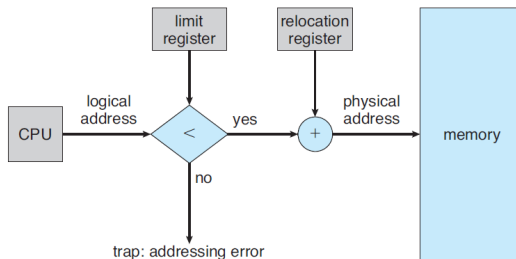 limit
register
relocation
register
logical
address
physical
address
CPU
<
yes
+
memory
no
trap: addressing error